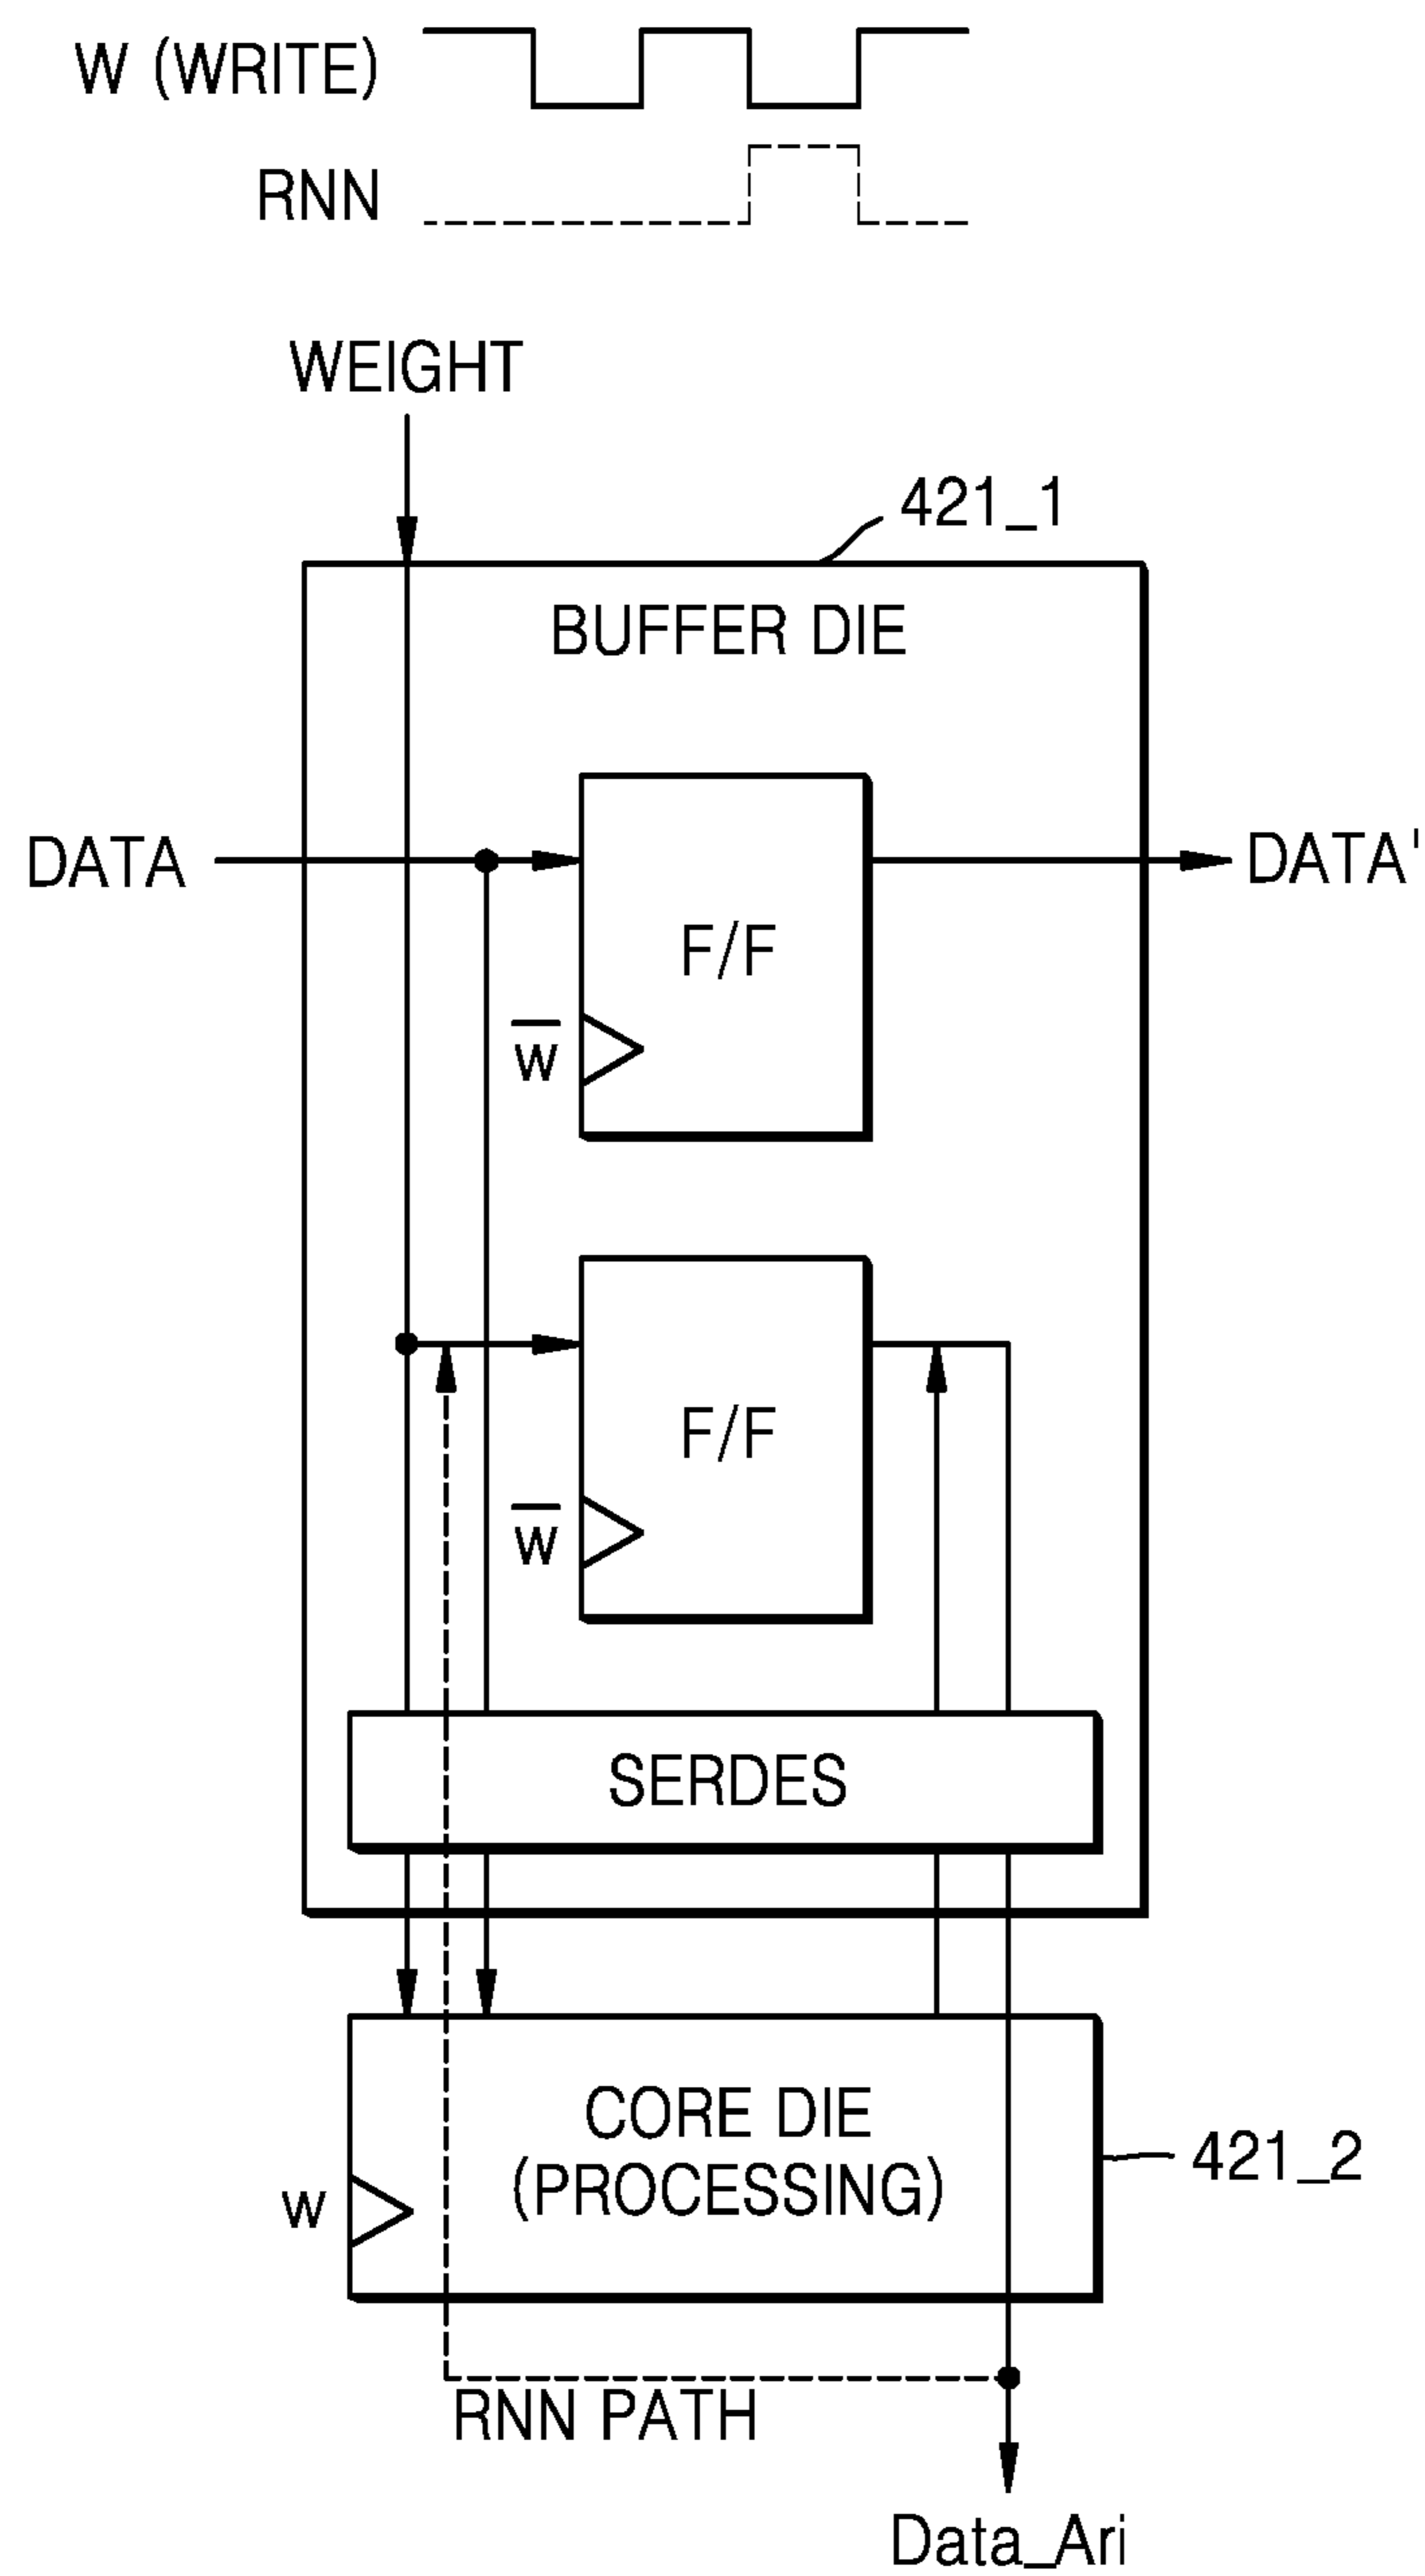 W (WRITE)
RNN
WEIGHT
421_1
BUFFER DIE
DATA
DATA'
F/F
w̅
F/F
w̅
SERDES
CORE DIE
(PROCESSING)
421_2
w
RNN PATH
Data_Ari